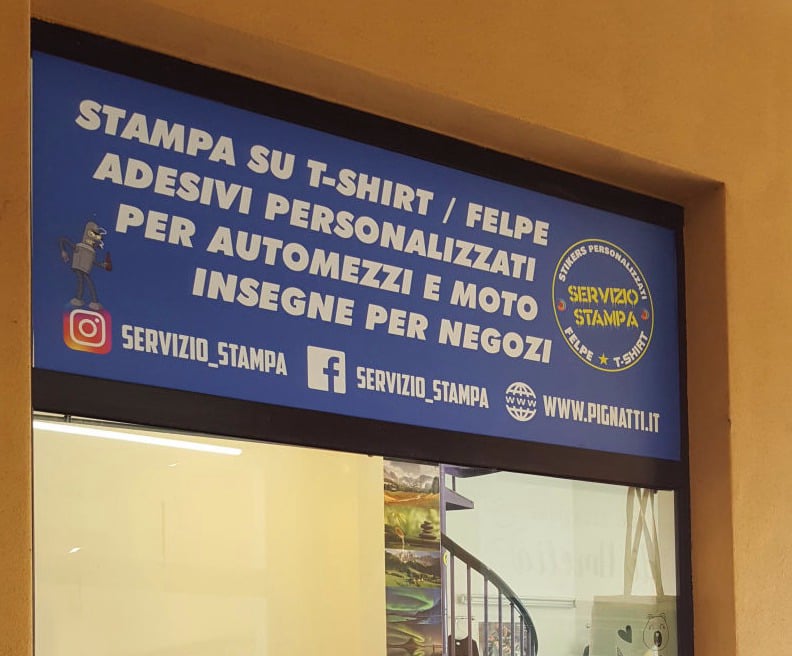 STAMPA SU T-SHIRT / FELPE
ADESIVI PERSONALIZZATI
PER AUTOMEZZI E MOTO
INSEGNE PER NEGOZI
STIKERS PERSONALIZZATI
SERVIZIO
STAMPA
FELPE ★ T-SHIRT
SERVIZIO_STAMPA
f SERVIZIO_STAMPA
WWW WWW.PIGNATTI.IT